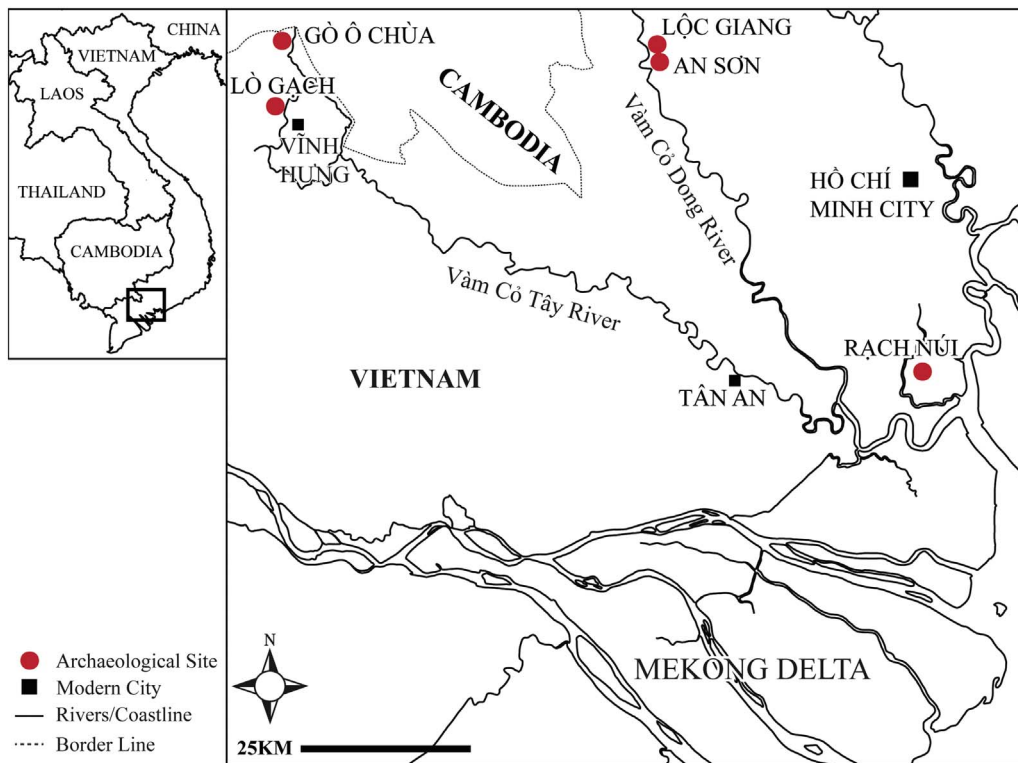 CHINA
VIETNAM
LAOS
THAILAND
CAMBODIA
GÒ Ô CHÙA
LÒ GẠCH
VĨNH
HƯNG
CAMBODIA
LỘC GIANG
AN SƠN
Vàm Cỏ Dong River
HỒ CHÍ
MINH CITY
Vàm Cỏ Tây River
RẠCH NÚI
VIETNAM
TÂN AN
MEKONG DELTA
N
25KM
Archaeological Site
Modern City
Rivers/Coastline
Border Line